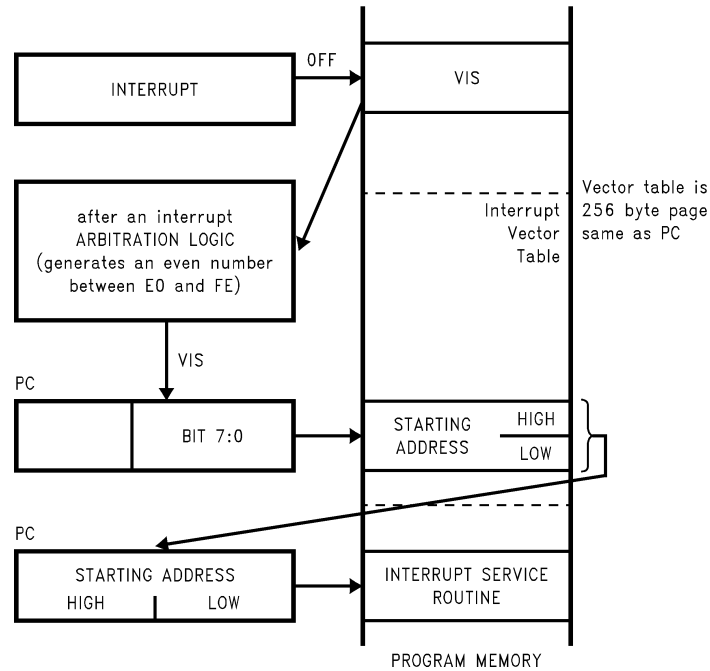 OFF
INTERRUPT
VIS
after an interrupt
ARBITRATION LOGIC
(generates an even number
between E0 and FE)
Interrupt
Vector
Table
Vector table is
256 byte page
same as PC
VIS
PC
BIT 7:0
STARTING
ADDRESS
HIGH
LOW
PC
STARTING ADDRESS
HIGH
LOW
INTERRUPT SERVICE
ROUTINE
PROGRAM MEMORY